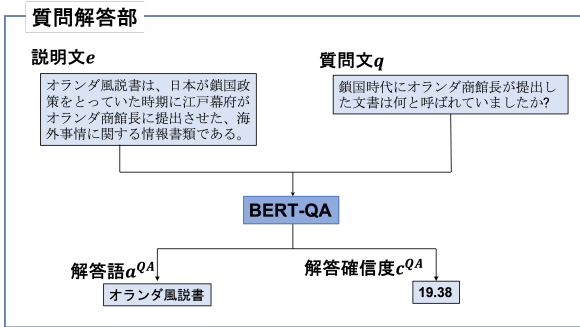 質問解答部
説明文e
オランダ風説書は、日本が鎖国政
策をとっていた時期に江戸幕府が
オランダ商館長に提出させた、海
外事情に関する情報書類である。
質問文q
鎖国時代にオランダ商館長が提出し
た文書は何と呼ばれていましたか?
BERT-QA
解答語a^QA
オランダ風説書
解答確信度c^QA
19.38